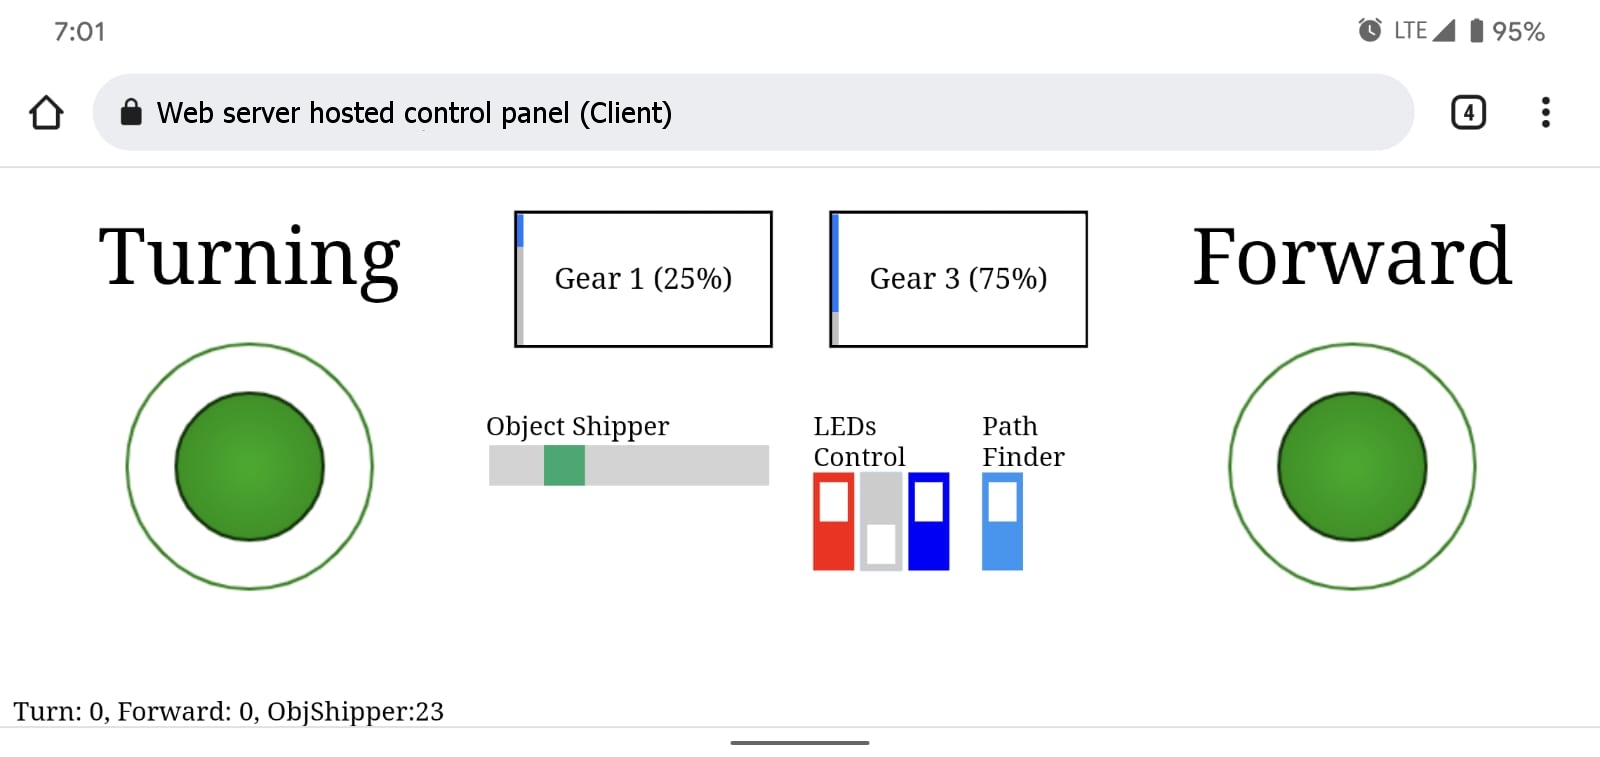 7:01
LTE 95%
Web server hosted control panel (Client)
4
Turning
Gear 1 (25%)
Gear 3 (75%)
Forward
Object Shipper
LEDs
Control
Path
Finder
Turn: 0, Forward: 0, ObjShipper:23